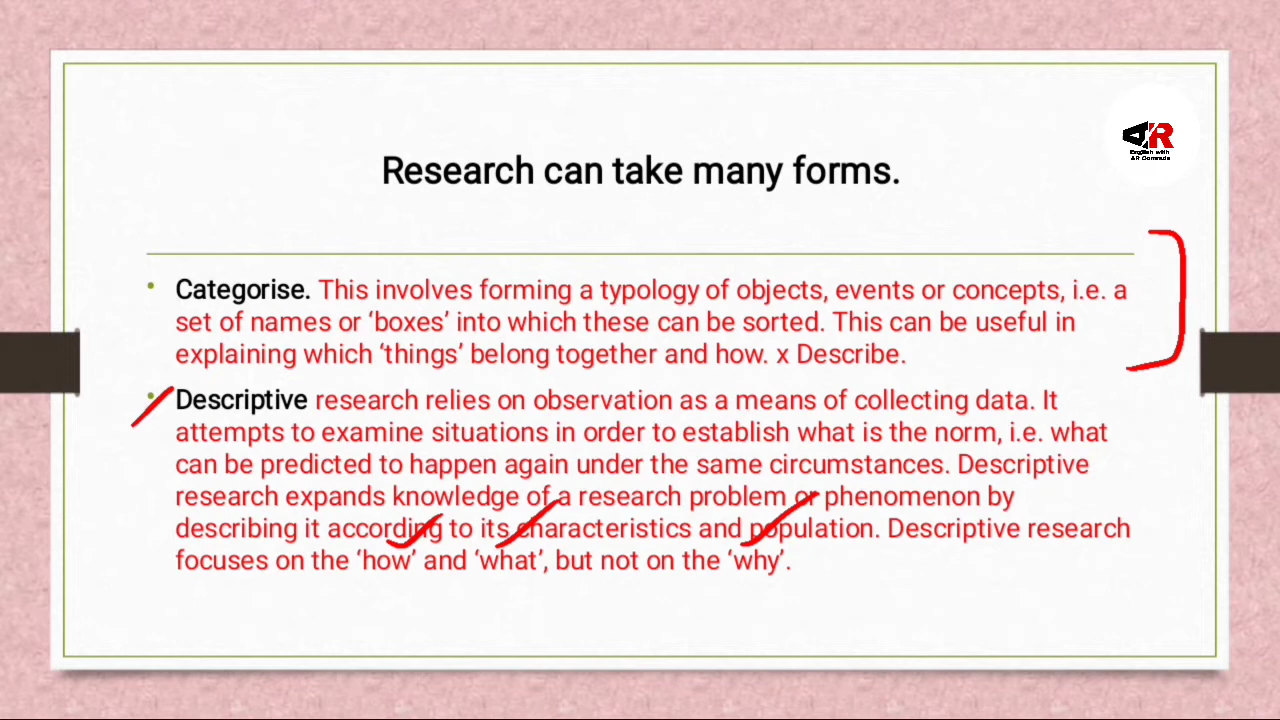 AR
English with
AR Comrade
Research can take many forms.
• Categorise. This involves forming a typology of objects, events or concepts, i.e. a
set of names or ‘boxes’ into which these can be sorted. This can be useful in
explaining which ‘things’ belong together and how. x Describe.
• Descriptive research relies on observation as a means of collecting data. It
attempts to examine situations in order to establish what is the norm, i.e. what
can be predicted to happen again under the same circumstances. Descriptive
research expands knowledge of a research problem or phenomenon by
describing it according to its characteristics and population. Descriptive research
focuses on the ‘how’ and ‘what’, but not on the ‘why’.